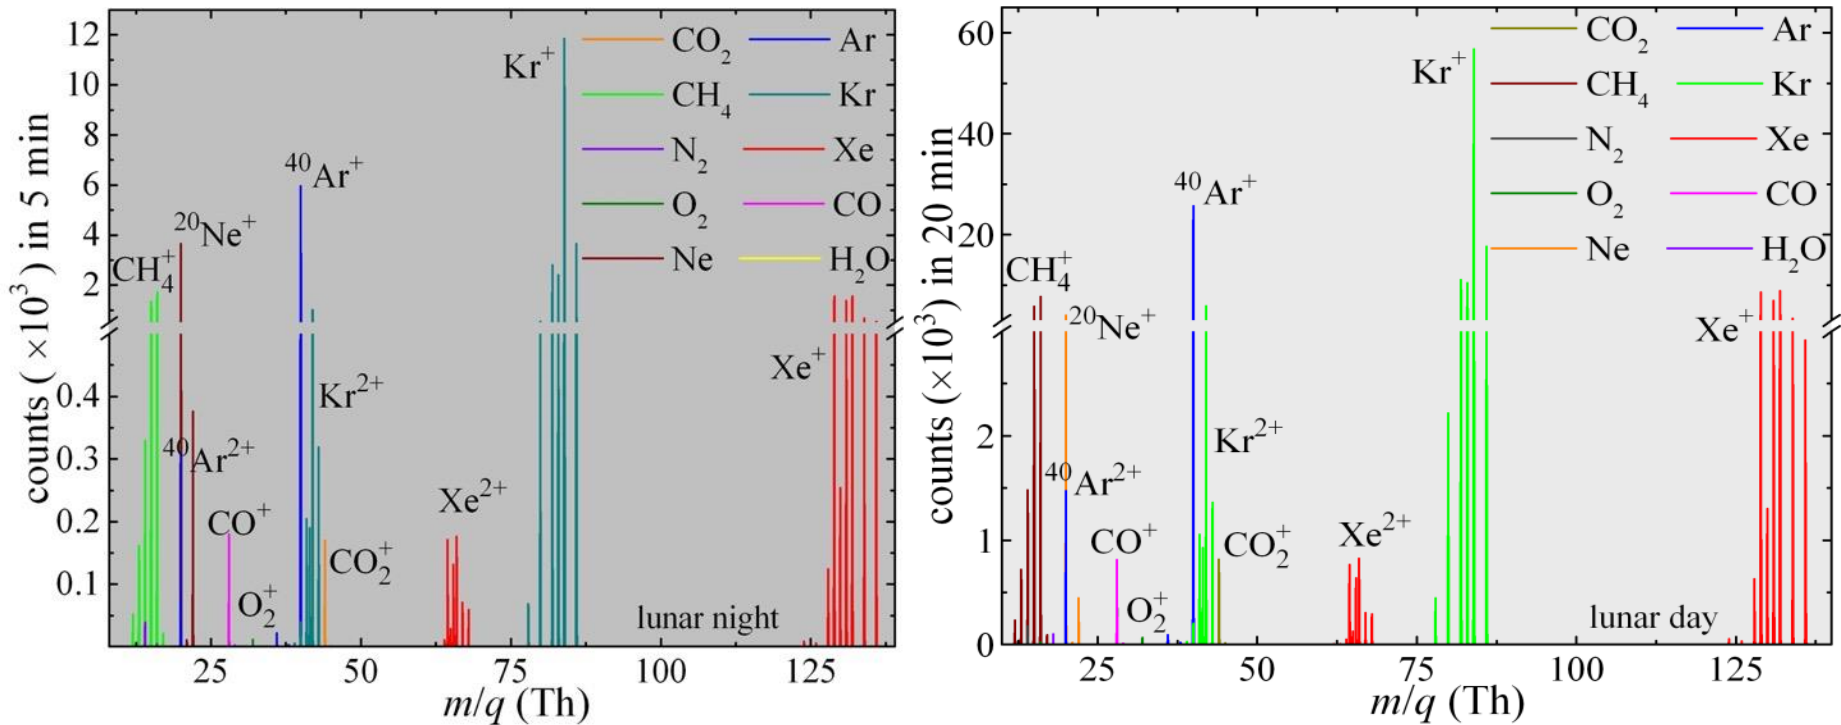 counts (×10³) in 5 min
12
10
8
6
4
2
0.4
0.3
0.2
0.1
25 50 75 100 125
m/q (Th)
CO₂ Ar
CH₄ Kr
N₂ Xe
O₂ CO
Ne H₂O
Kr⁺
⁴⁰Ar⁺
²⁰Ne⁺
CH₄⁺
Kr²⁺
Xe⁺
⁴⁰Ar²⁺
Xe²⁺
CO⁺
CO₂⁺
O₂⁺
lunar night
counts (×10³) in 20 min
60
40
20
2
1
0
25 50 75 100 125
m/q (Th)
CO₂ Ar
CH₄ Kr
N₂ Xe
O₂ CO
Ne H₂O
Kr⁺
⁴⁰Ar⁺
CH₄⁺
²⁰Ne⁺
Xe⁺
Kr²⁺
⁴⁰Ar²⁺
Xe²⁺
CO⁺
CO₂⁺
O₂⁺
lunar day